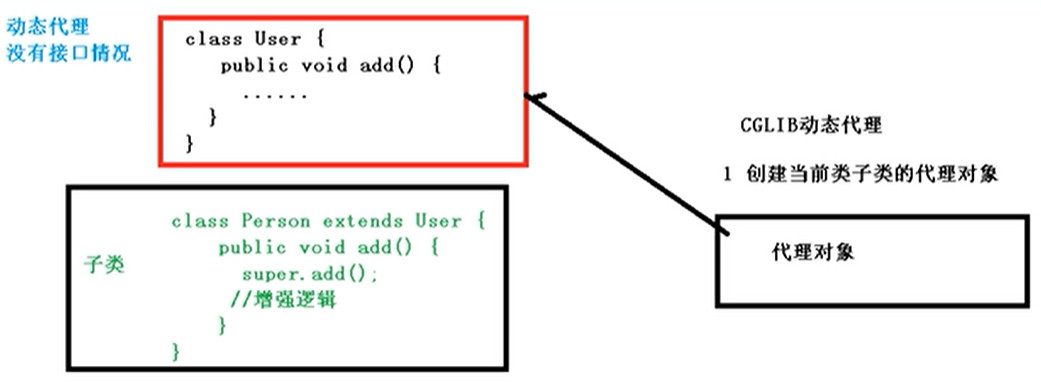 动态代理
没有接口情况
class User {
public void add() {
......
}
}
CGLIB动态代理
1 创建当前类子类的代理对象
代理对象
子类
class Person extends User {
public void add() {
super.add();
//增强逻辑
}
}